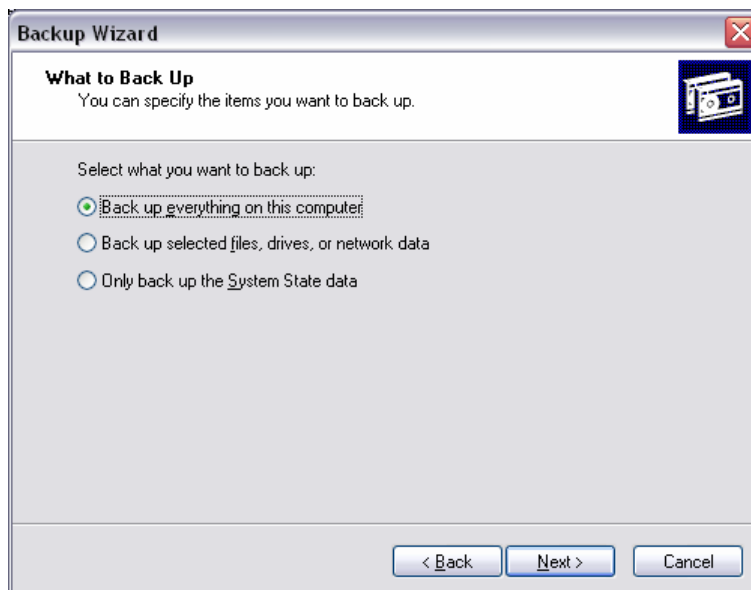 Backup Wizard
What to Back Up
You can specify the items you want to back up.
Select what you want to back up:
Back up everything on this computer
Back up selected files, drives, or network data
Only back up the System State data
< Back Next > Cancel